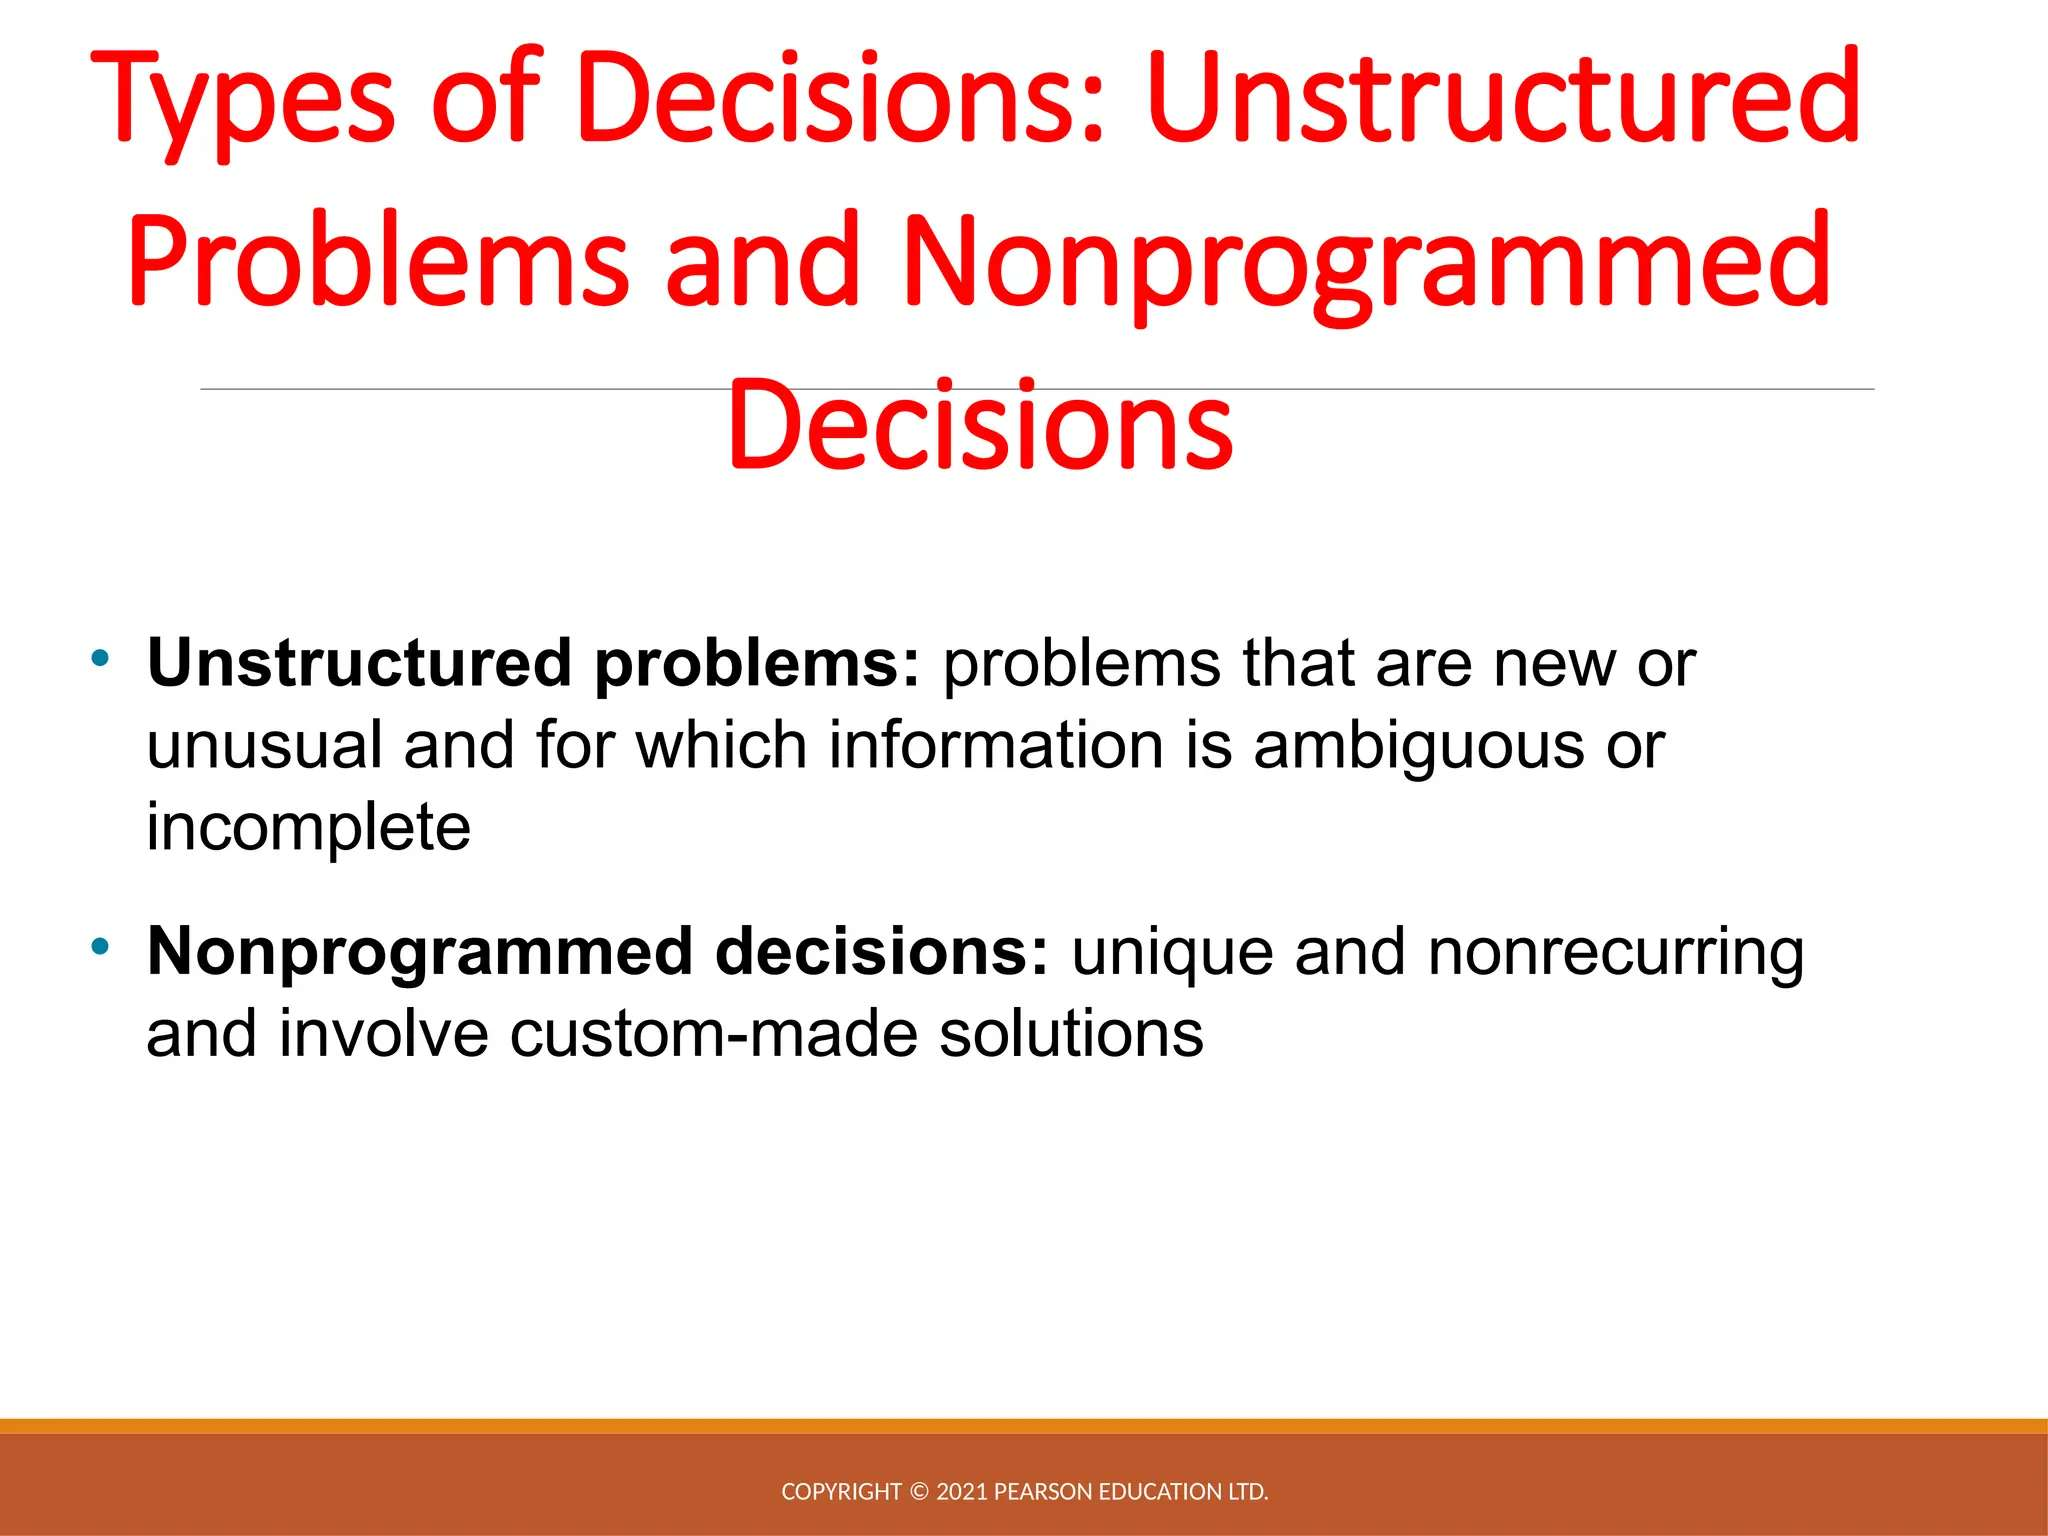 Types of Decisions: Unstructured
Problems and Nonprogrammed
Decisions
• Unstructured problems: problems that are new or
unusual and for which information is ambiguous or
incomplete
• Nonprogrammed decisions: unique and nonrecurring
and involve custom-made solutions
COPYRIGHT © 2021 PEARSON EDUCATION LTD.